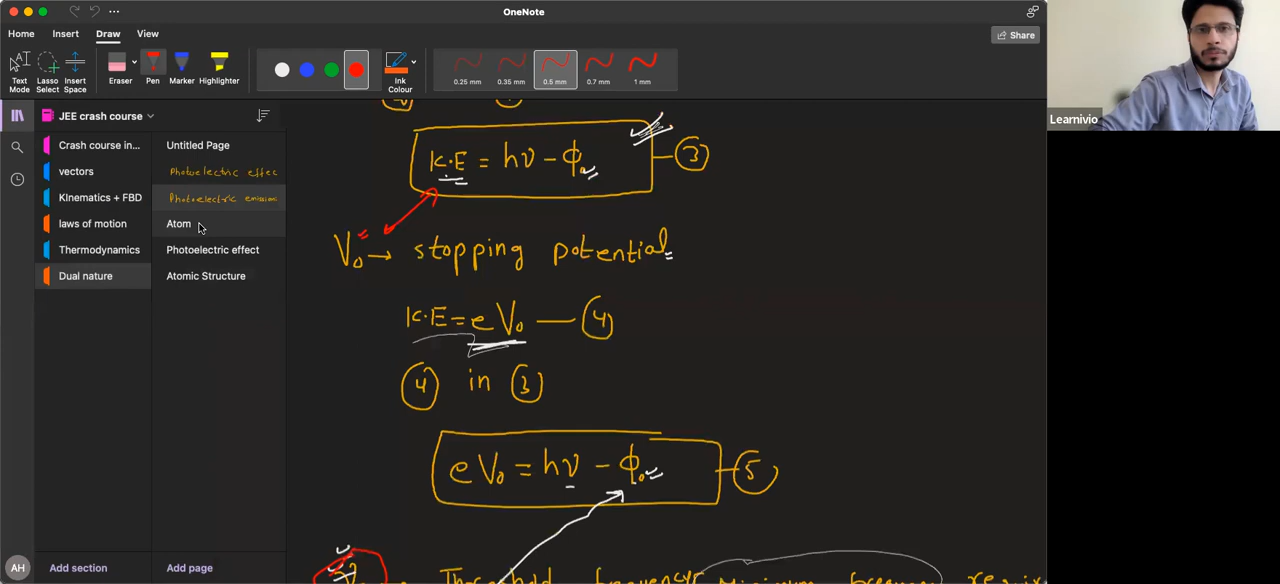 OneNote
Home Insert Draw View
Share
Text Mode
Lasso Select
Insert Space
Eraser
Pen
Marker
Highlighter
Ink Colour
0.25 mm
0.35 mm
0.5 mm
0.7 mm
1 mm
Learnivio
JEE crash course
Crash course in...
vectors
KInematics + FBD
laws of motion
Thermodynamics
Dual nature
Untitled Page
Photoelectric effec
Photoelectric emission
Atom
Photoelectric effect
Atomic Structure
K.E = hν − ϕ₀ — ③
V₀ → stopping potential
K.E = eV₀ — ④
④ in ③
eV₀ = hν − ϕ₀ — ⑤
Threshold frequency minimum
AH
Add section
Add page